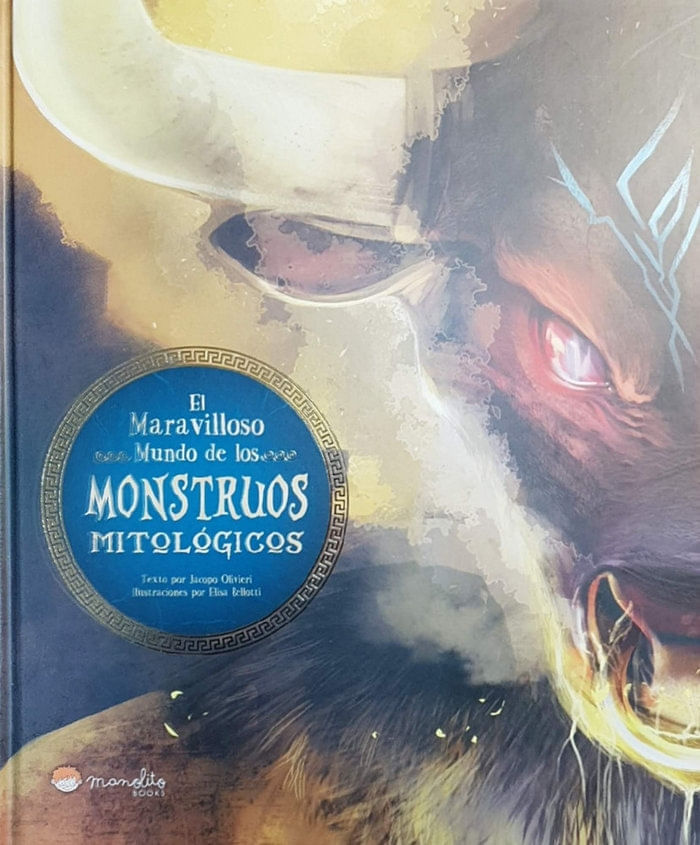 El
Maravilloso
Mundo de los
MONSTRUOS
MITOLÓGICOS
Texto por Jacopo Olivieri
Ilustraciones por Elisa Bellotti
manolito
BOOKS